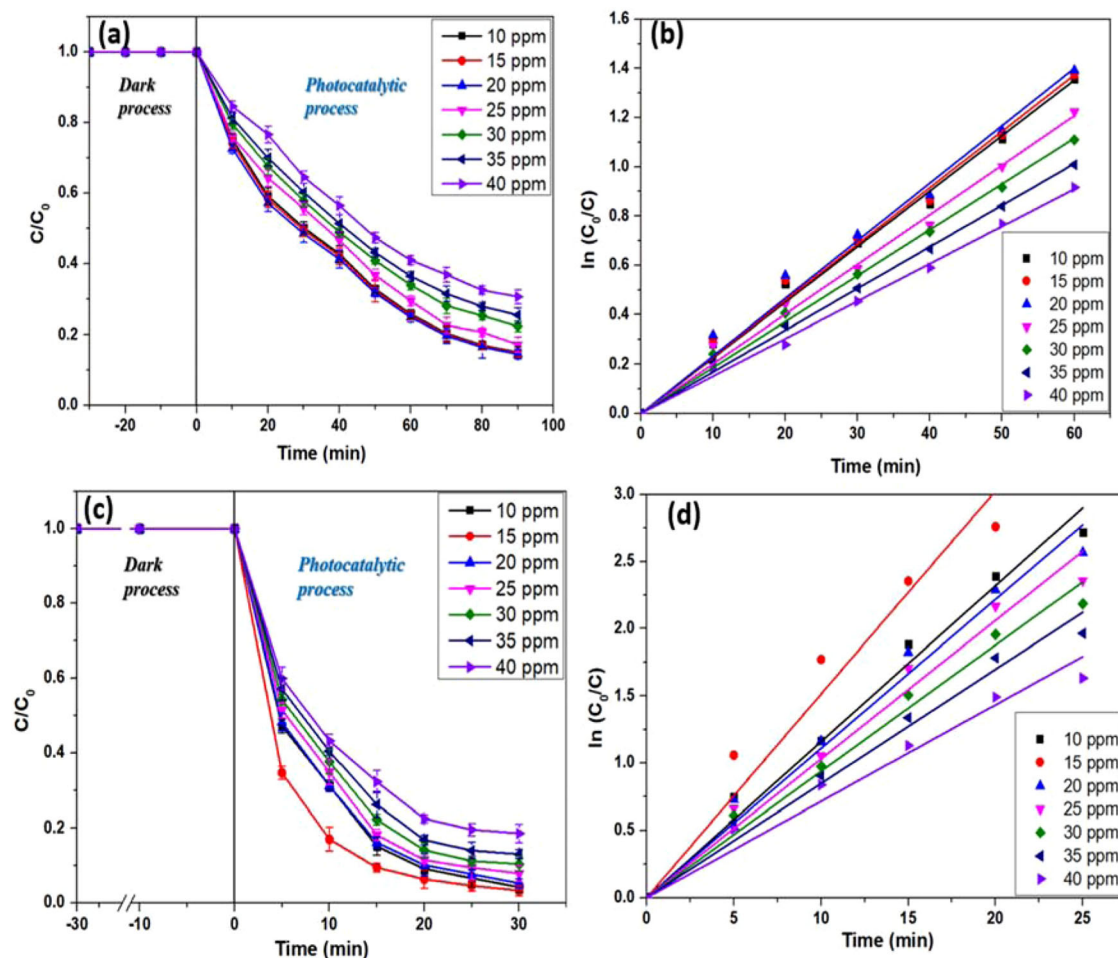 (a)
Dark
process
Photocatalytic
process
10 ppm
15 ppm
20 ppm
25 ppm
30 ppm
35 ppm
40 ppm
C/C0
1.0
0.8
0.6
0.4
0.2
0.0
-20 0 20 40 60 80 100
Time (min)
(b)
ln (C0/C)
1.6
1.4
1.2
1.0
0.8
0.6
0.4
0.2
0.0
10 ppm
15 ppm
20 ppm
25 ppm
30 ppm
35 ppm
40 ppm
0 10 20 30 40 50 60
Time (min)
(c)
Dark
process
Photocatalytic
process
10 ppm
15 ppm
20 ppm
25 ppm
30 ppm
35 ppm
40 ppm
C/C0
1.0
0.8
0.6
0.4
0.2
0.0
-30 -10 0 5 10 15 20 25 30
Time (min)
(d)
ln (C0/C)
3.0
2.5
2.0
1.5
1.0
0.5
0.0
10 ppm
15 ppm
20 ppm
25 ppm
30 ppm
35 ppm
40 ppm
0 5 10 15 20 25
Time (min)